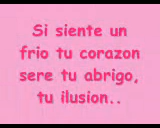 Si siente un
frio tu corazon
sere tu abrigo,
tu ilusion..